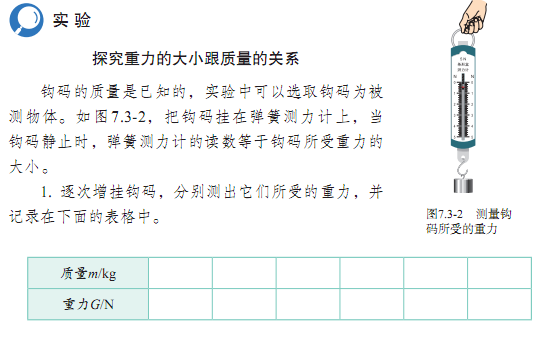 实验
探究重力的大小跟质量的关系
钩码的质量是已知的，实验中可以选取钩码为被
测物体。如图7.3-2，把钩码挂在弹簧测力计上，当
钩码静止时，弹簧测力计的读数等于钩码所受重力的
大小。
1. 逐次增挂钩码，分别测出它们所受的重力，并
记录在下面的表格中。
图7.3-2 测量钩
码所受的重力
质量m/kg
重力G/N